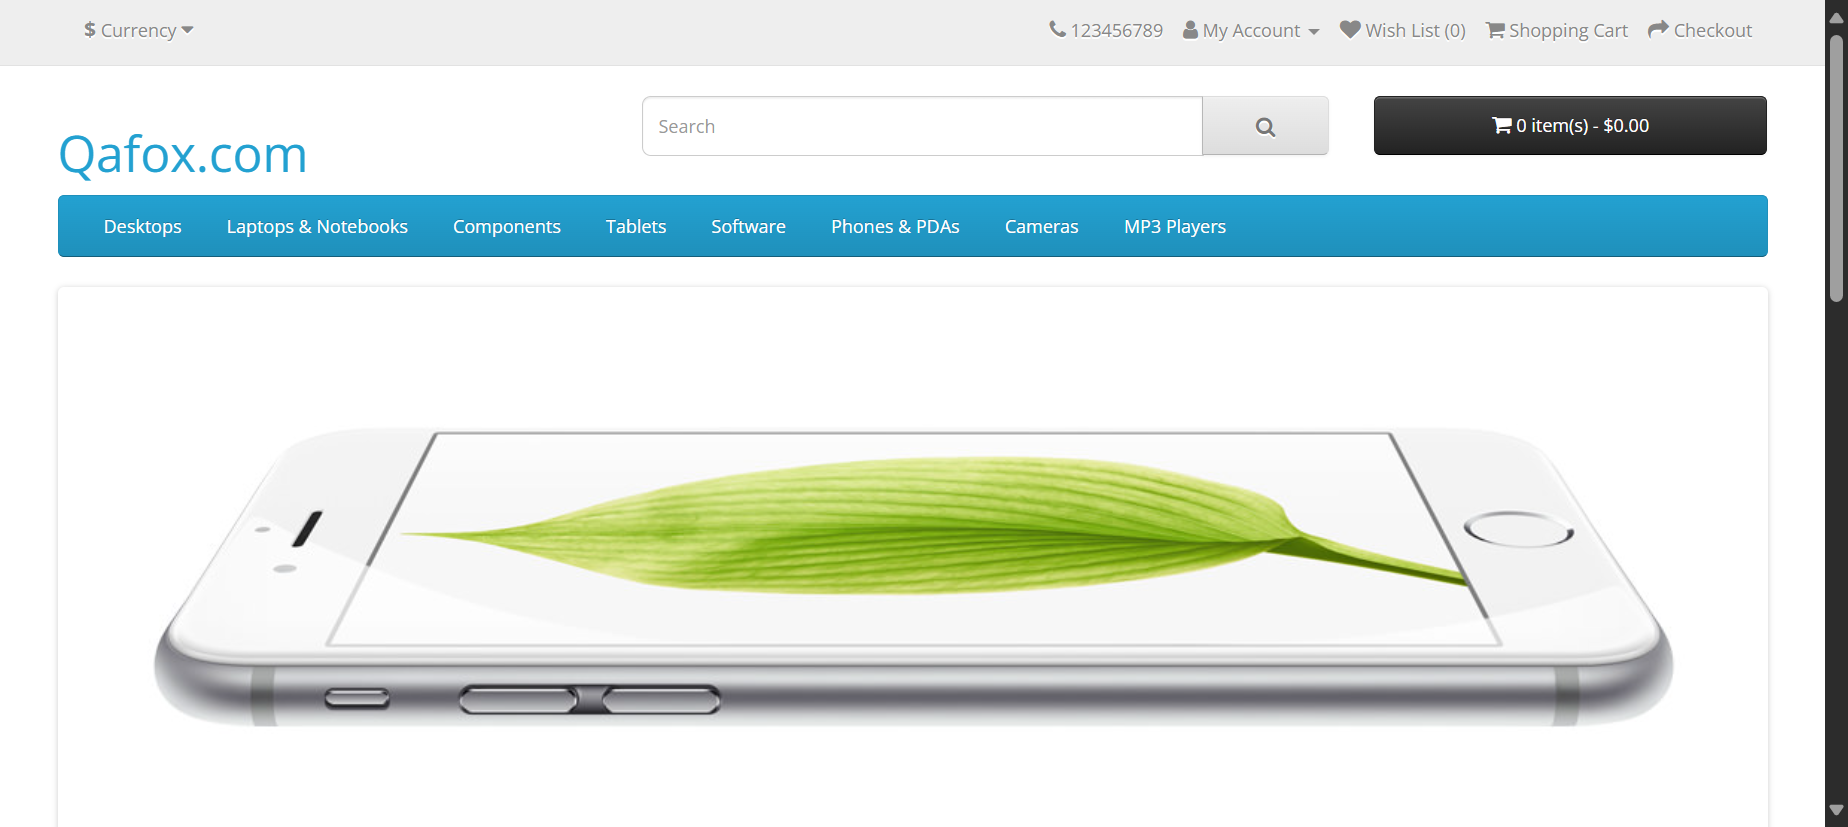 $ Currency 123456789 My Account Wish List (0) Shopping Cart Checkout
Search
0 item(s) - $0.00
Qafox.com
Desktops Laptops & Notebooks Components Tablets Software Phones & PDAs Cameras MP3 Players